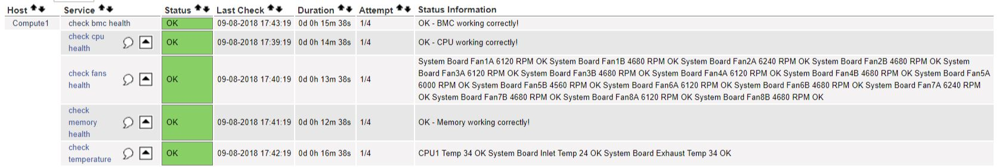 Host Service Status Last Check Duration Attempt Status Information
Compute1 check bmc health OK 09-08-2018 17:43:19 0d 0h 15m 38s 1/4 OK - BMC working correctly!
check cpu
health
OK 09-08-2018 17:39:19 0d 0h 14m 38s 1/4 OK - CPU working correctly!
check fans
health
OK 09-08-2018 17:40:19 0d 0h 13m 38s 1/4
System Board Fan1A 6120 RPM OK System Board Fan1B 4680 RPM OK System Board Fan2A 6240 RPM OK System Board Fan2B 4680 RPM OK System
Board Fan3A 6120 RPM OK System Board Fan3B 4680 RPM OK System Board Fan4A 6120 RPM OK System Board Fan4B 4680 RPM OK System Board Fan5A
6000 RPM OK System Board Fan5B 4560 RPM OK System Board Fan6A 6120 RPM OK System Board Fan6B 4680 RPM OK System Board Fan7A 6240 RPM
OK System Board Fan7B 4680 RPM OK System Board Fan8A 6120 RPM OK System Board Fan8B 4680 RPM OK
check
memory
health
OK 09-08-2018 17:41:19 0d 0h 12m 38s 1/4 OK - Memory working correctly!
check
temperature
OK 09-08-2018 17:42:19 0d 0h 16m 38s 1/4 CPU1 Temp 34 OK System Board Inlet Temp 24 OK System Board Exhaust Temp 34 OK